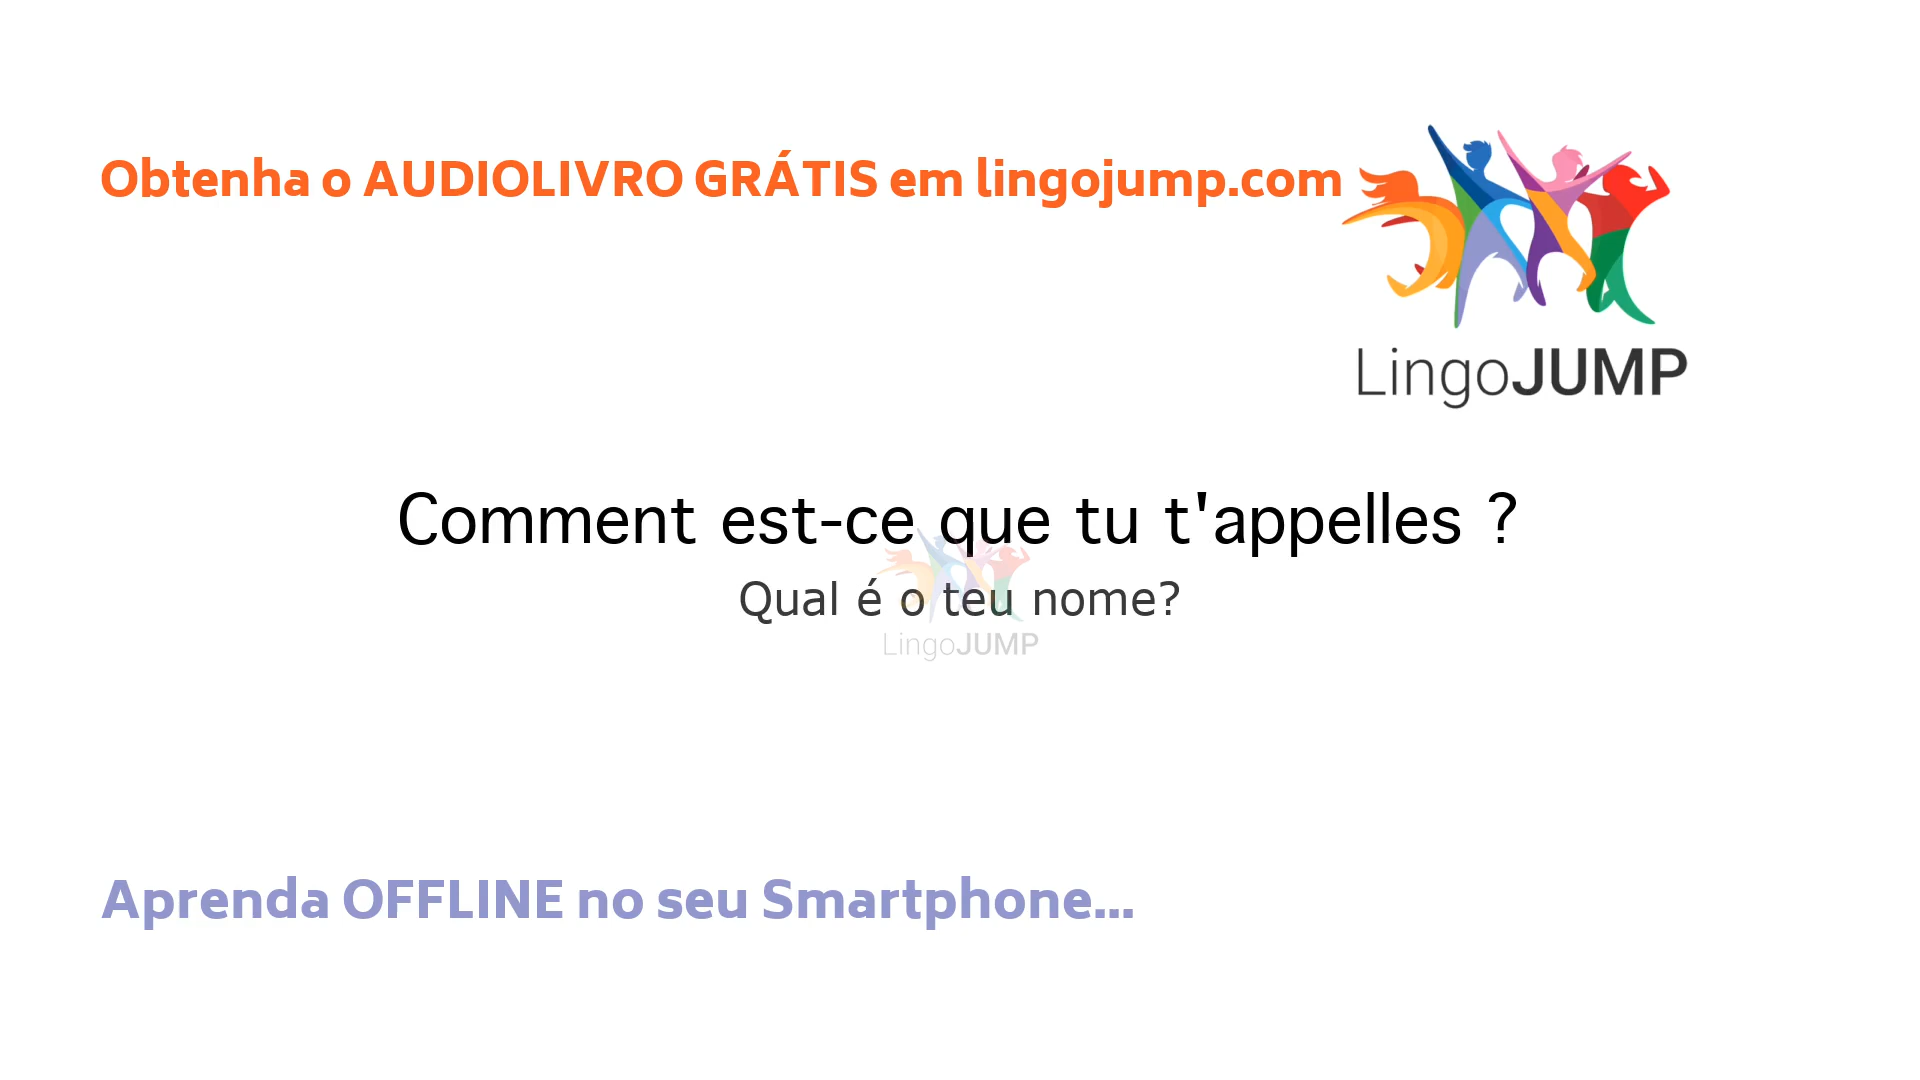 Obtenha o AUDIOLIVRO GRÁTIS em lingojump.com
LingoJUMP
Comment est-ce que tu t'appelles ?
Qual é o teu nome?
LingoJUMP
Aprenda OFFLINE no seu Smartphone...